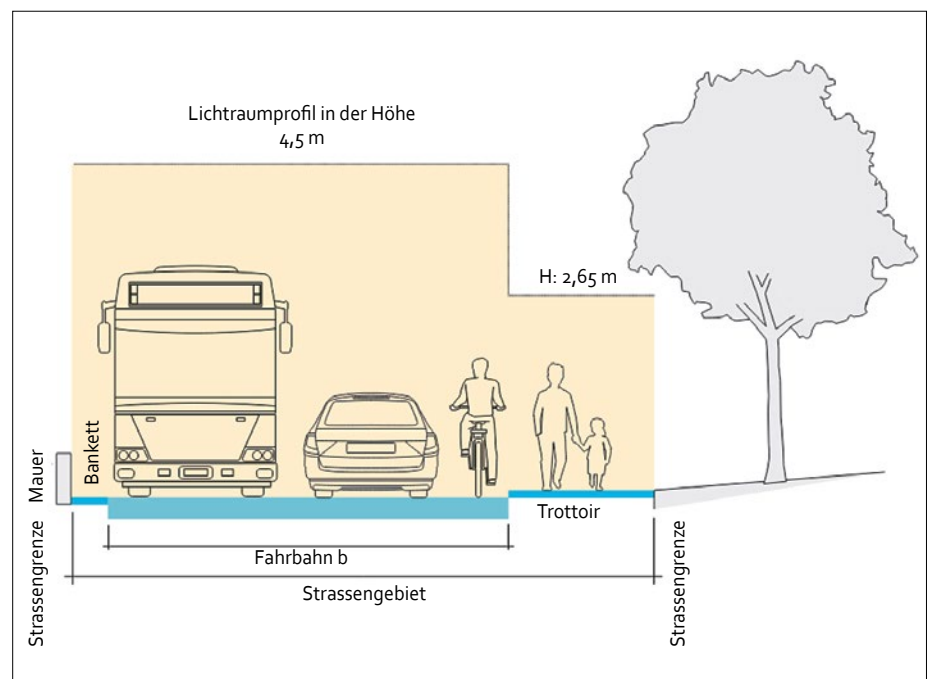 Lichtraumprofil in der Höhe
4,5 m
H: 2,65 m
Mauer
Bankett
Trottoir
Fahrbahn b
Strassengebiet
Strassengrenze
Strassengrenze